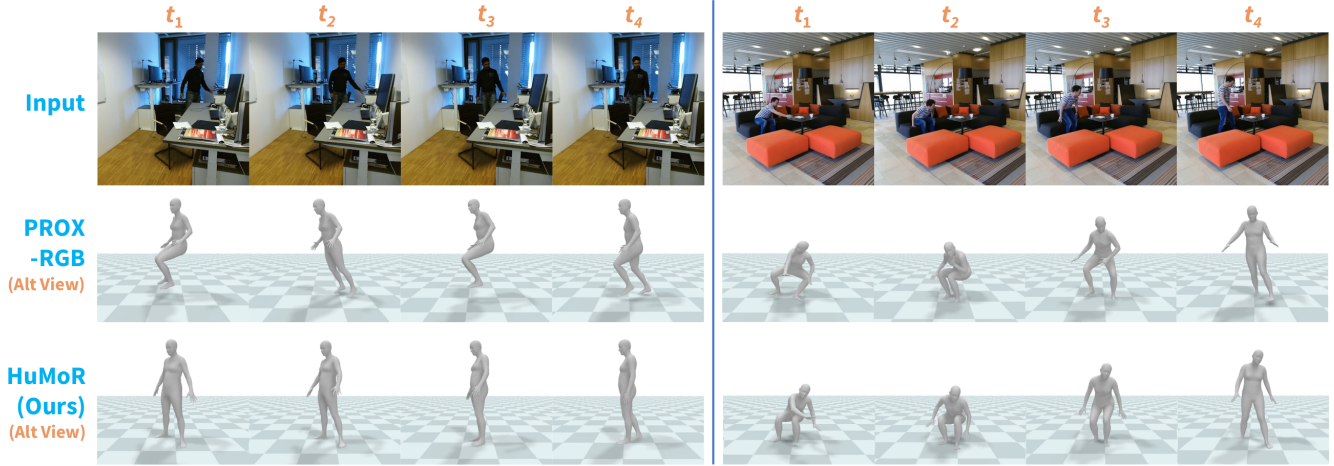 t1 t2 t3 t4 t1 t2 t3 t4
Input
PROX
-RGB
(Alt View)
HuMoR
(Ours)
(Alt View)